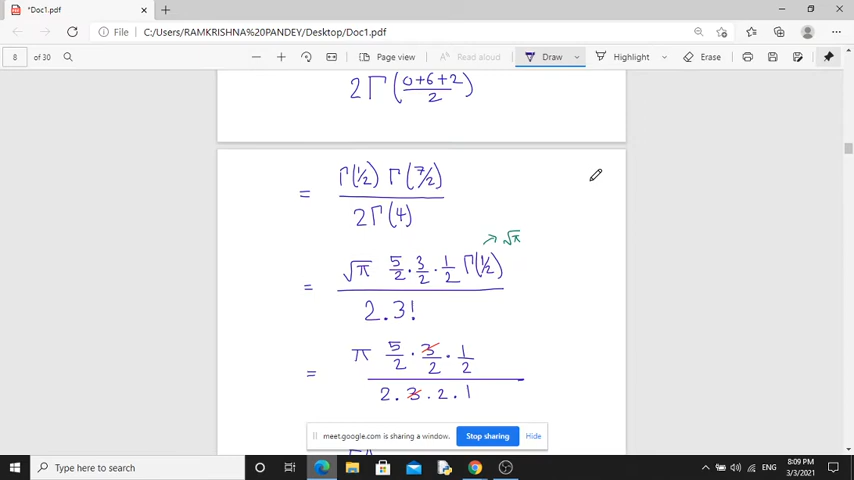 *Doc1.pdf
File C:/Users/RAMKRISHNA%20PANDEY/Desktop/Doc1.pdf
8 of 30 Page view Read aloud Draw Highlight Erase
2Γ((0+6+2)/2)
= Γ(1/2) Γ(7/2) / 2Γ(4)
→ √π
= √π 5/2 · 3/2 · 1/2 Γ(1/2) / 2.3!
= π 5/2 · 3/2 · 1/2 / 2.3.2.1
meet.google.com is sharing a window. Stop sharing Hide
Type here to search
ENG
8:09 PM
3/3/2021